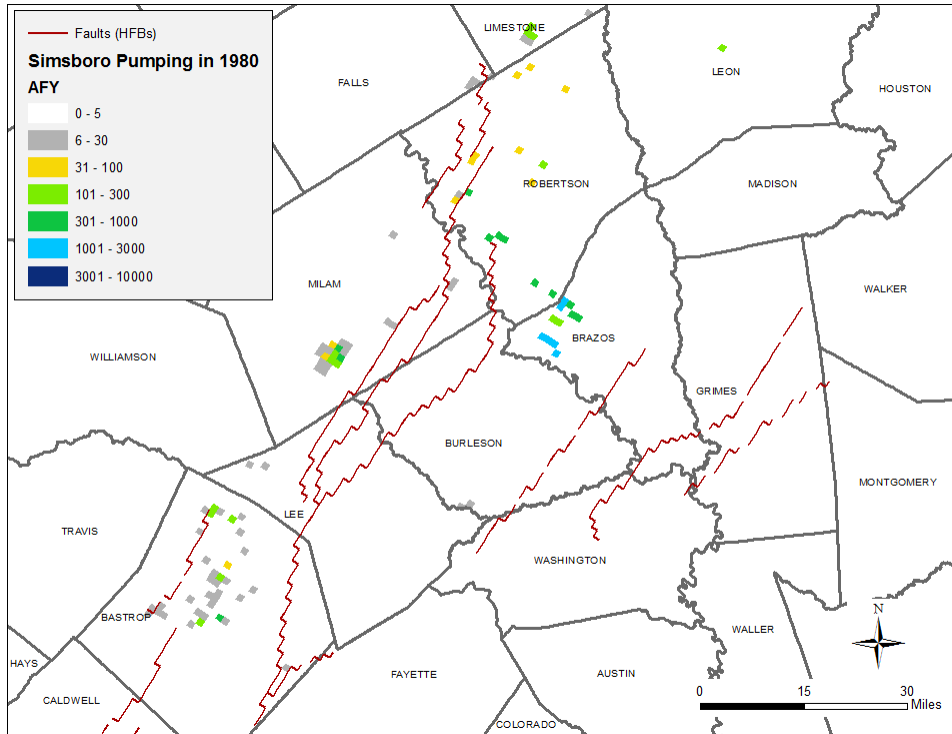 Faults (HFBs)
Simsboro Pumping in 1980
AFY
0 - 5
6 - 30
31 - 100
101 - 300
301 - 1000
1001 - 3000
3001 - 10000
LIMESTONE
FALLS
LEON
HOUSTON
ROBERTSON
MADISON
MILAM
WALKER
WILLIAMSON
BRAZOS
GRIMES
BURLESON
MONTGOMERY
LEE
TRAVIS
WASHINGTON
BASTROP
WALLER
HAYS
CALDWELL
FAYETTE
AUSTIN
COLORADO
N
0 15 30
Miles